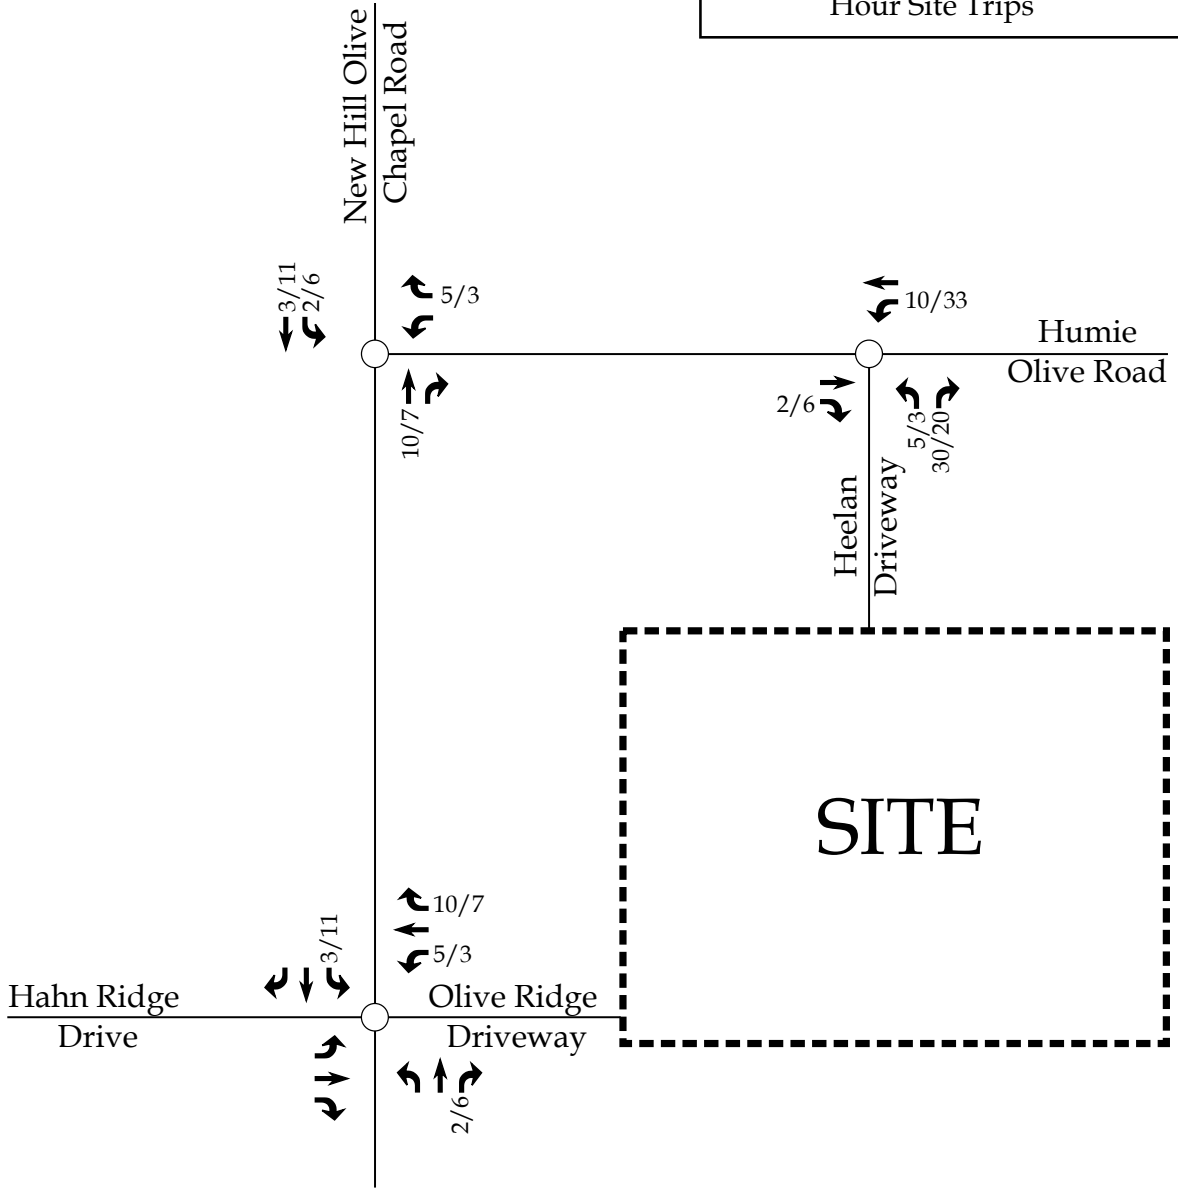 Hour Site Trips
New Hill Olive
Chapel Road
3/11
2/6
5/3
10/7
10/33
Humie
Olive Road
2/6
5/3
30/20
Heelan
Driveway
SITE
3/11
10/7
5/3
Hahn Ridge
Drive
Olive Ridge
Driveway
2/6